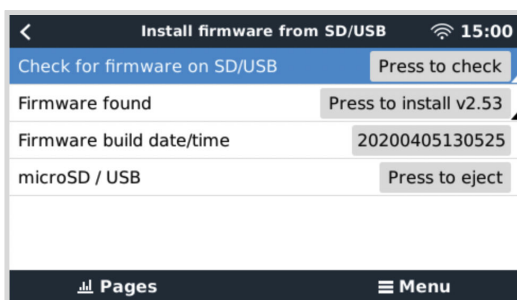 Install firmware from SD/USB 15:00
Check for firmware on SD/USB Press to check
Firmware found Press to install v2.53
Firmware build date/time 20200405130525
microSD / USB Press to eject
Pages Menu